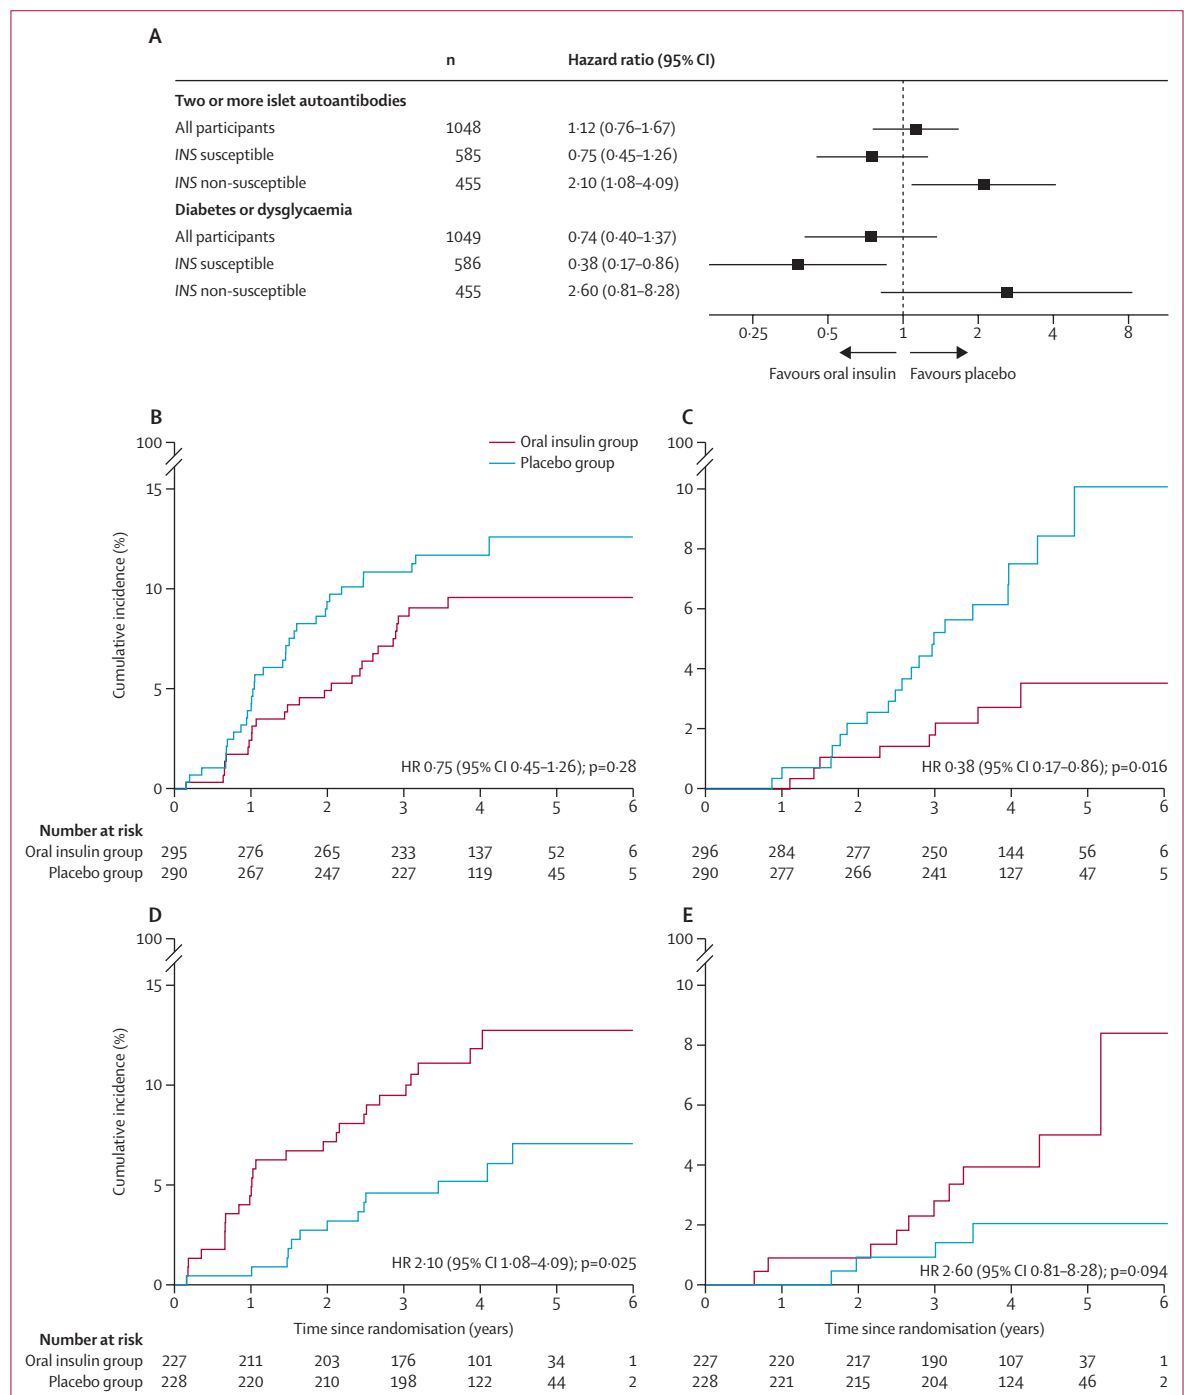 A
n Hazard ratio (95% CI)
Two or more islet autoantibodies
All participants 1048 1·12 (0·76–1·67)
INS susceptible 585 0·75 (0·45–1·26)
INS non-susceptible 455 2·10 (1·08–4·09)
Diabetes or dysglycaemia
All participants 1049 0·74 (0·40–1·37)
INS susceptible 586 0·38 (0·17–0·86)
INS non-susceptible 455 2·60 (0·81–8·28)
0·25 0·5 1 2 4 8
Favours oral insulin Favours placebo
B
Oral insulin group
Placebo group
100
15
10
5
0
Cumulative incidence (%)
HR 0·75 (95% CI 0·45–1·26); p=0·28
0 1 2 3 4 5 6
Number at risk
Oral insulin group 295 276 265 233 137 52 6
Placebo group 290 267 247 227 119 45 5
C
100
10
8
6
4
2
0
HR 0·38 (95% CI 0·17–0·86); p=0·016
0 1 2 3 4 5 6
296 284 277 250 144 56 6
290 277 266 241 127 47 5
D
100
15
10
5
0
Cumulative incidence (%)
HR 2·10 (95% CI 1·08–4·09); p=0·025
0 1 2 3 4 5 6
Time since randomisation (years)
Number at risk
Oral insulin group 227 211 203 176 101 34 1
Placebo group 228 220 210 198 122 44 2
E
100
10
8
6
4
2
0
HR 2·60 (95% CI 0·81–8·28); p=0·094
0 1 2 3 4 5 6
Time since randomisation (years)
227 220 217 190 107 37 1
228 221 215 204 124 46 2